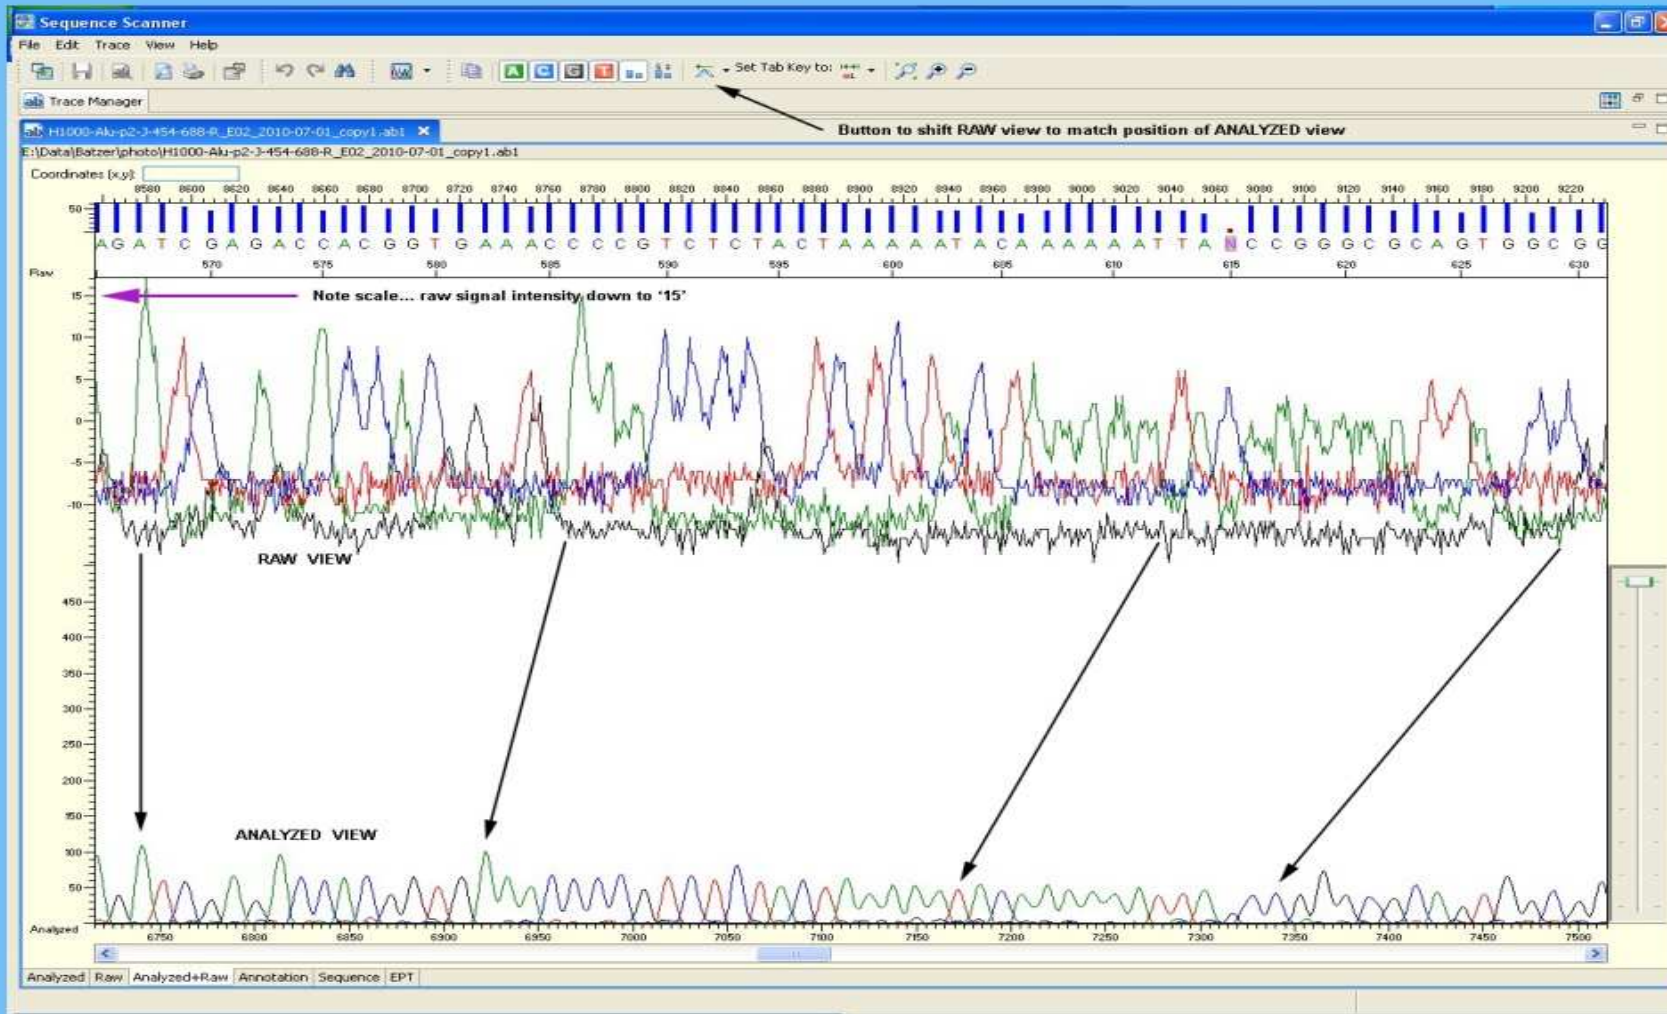 Sequence Scanner
File Edit Trace View Help
A C G T Set Tab Key to:
ab Trace Manager
Button to shift RAW view to match position of ANALYZED view
ab H1000-Alu-p2-J-454-688-R_E02_2010-07-01_copy1.ab1
E:\Data\Batzer\photo\H1000-Alu-p2-J-454-688-R_E02_2010-07-01_copy1.ab1
Coordinates (x,y):
8580 8600 8620 8640 8660 8680 8700 8720 8740 8760 8780 8800 8820 8840 8860 8880 8900 8920 8940 8960 8980 9000 9020 9040 9060 9080 9100 9120 9140 9160 9180 9200 9220
50
A G A T C G A G A C C A C G G T G A A A C C C C G T C T C T A C T A A A A A T A C A A A A A A T T A N C C G G G C G C A G T G G C G G
570 575 580 585 590 595 600 605 610 615 620 625 630
Raw
15
Note scale... raw signal intensity down to '15'
10
5
0
-5
-10
RAW VIEW
450
400
350
300
250
200
150
ANALYZED VIEW
100
50
Analyzed
6750 6800 6850 6900 6950 7000 7050 7100 7150 7200 7250 7300 7350 7400 7450 7500
Analyzed Raw Analyzed+Raw Annotation Sequence EPT